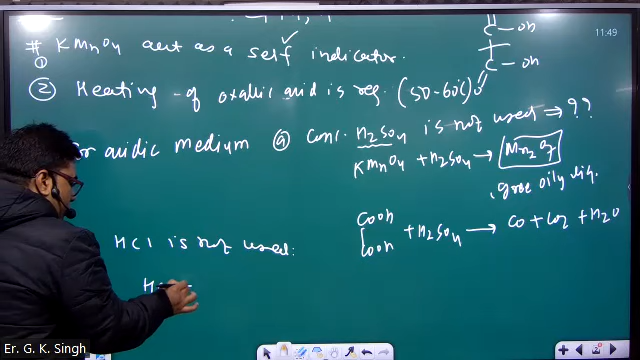 # KMnO4 act as a self indicator.
①
② Heating of oxalic acid is req. (50-60°C)
C - OH
C - OH
O
for acidic medium @ Conc. H2SO4 is not used ⇒ ??
KMnO4 + H2SO4 → Mn2O7
oily liq.
COOH
COOH + H2SO4 → CO + CO2 + H2O
HCl is not used.
H
11:49
Er. G. K. Singh